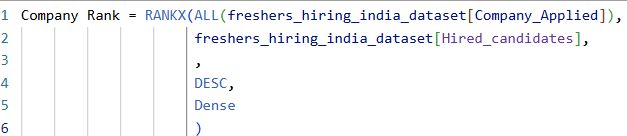 1 Company Rank = RANKX(ALL(freshers_hiring_india_dataset[Company_Applied]),
2 freshers_hiring_india_dataset[Hired_candidates],
3 ,
4 DESC,
5 Dense
6 )